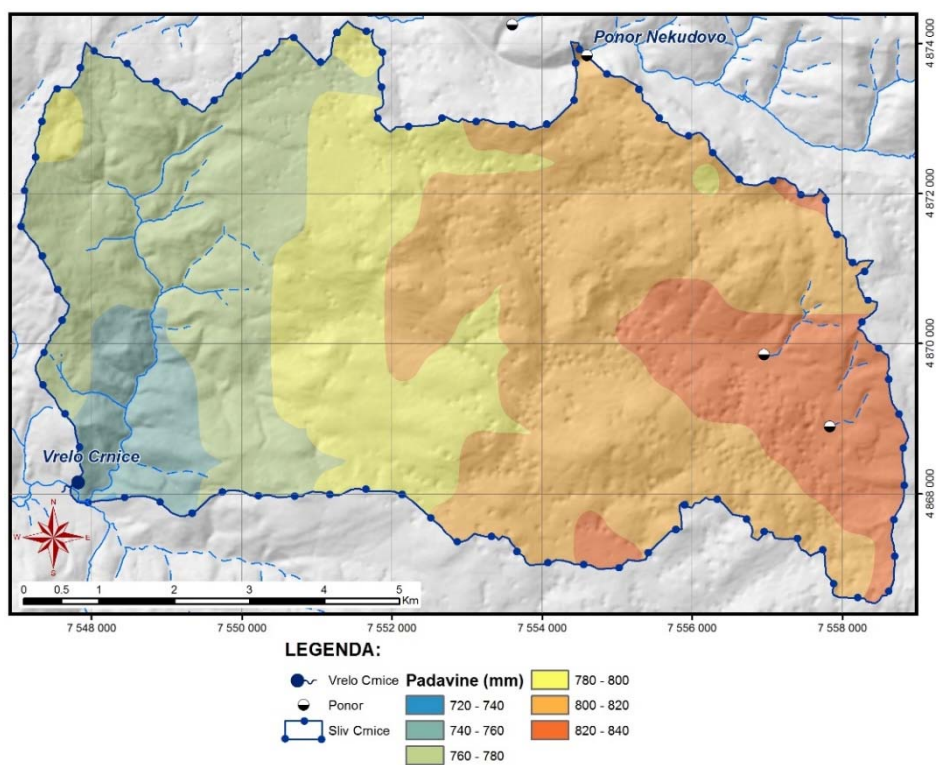 Ponor Nekudovo
4 874 000
4 872 000
4 870 000
4 868 000
Vrelo Crnice
N
W E
S
0 0.5 1 2 3 4 5
Km
7 548 000 7 550 000 7 552 000 7 554 000 7 556 000 7 558 000
LEGENDA:
Vrelo Crnice
Ponor
Sliv Crnice
Padavine (mm)
720 - 740
740 - 760
760 - 780
780 - 800
800 - 820
820 - 840